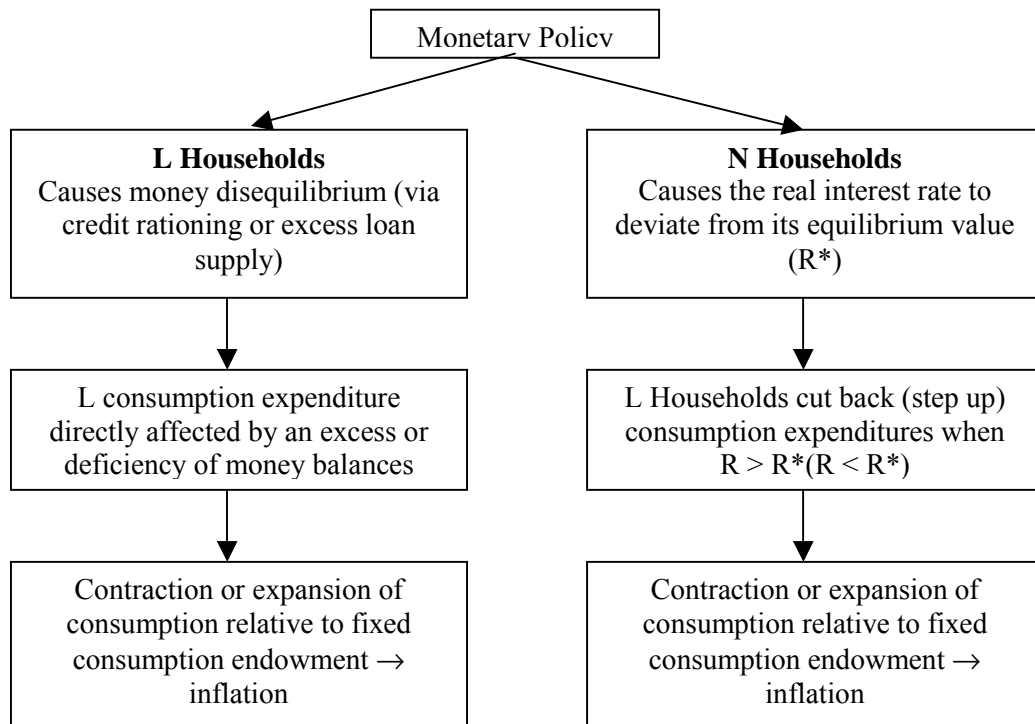 Monetary Policy
L Households
Causes money disequilibrium (via
credit rationing or excess loan
supply)
L consumption expenditure
directly affected by an excess or
deficiency of money balances
Contraction or expansion of
consumption relative to fixed
consumption endowment →
inflation
N Households
Causes the real interest rate to
deviate from its equilibrium value
(R*)
L Households cut back (step up)
consumption expenditures when
R > R*(R < R*)
Contraction or expansion of
consumption relative to fixed
consumption endowment →
inflation